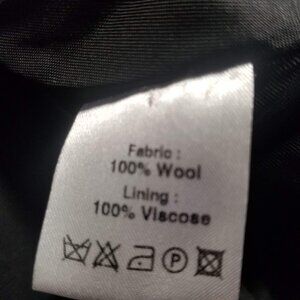 Fabric :
100% Wool
Lining :
100% Viscose
P